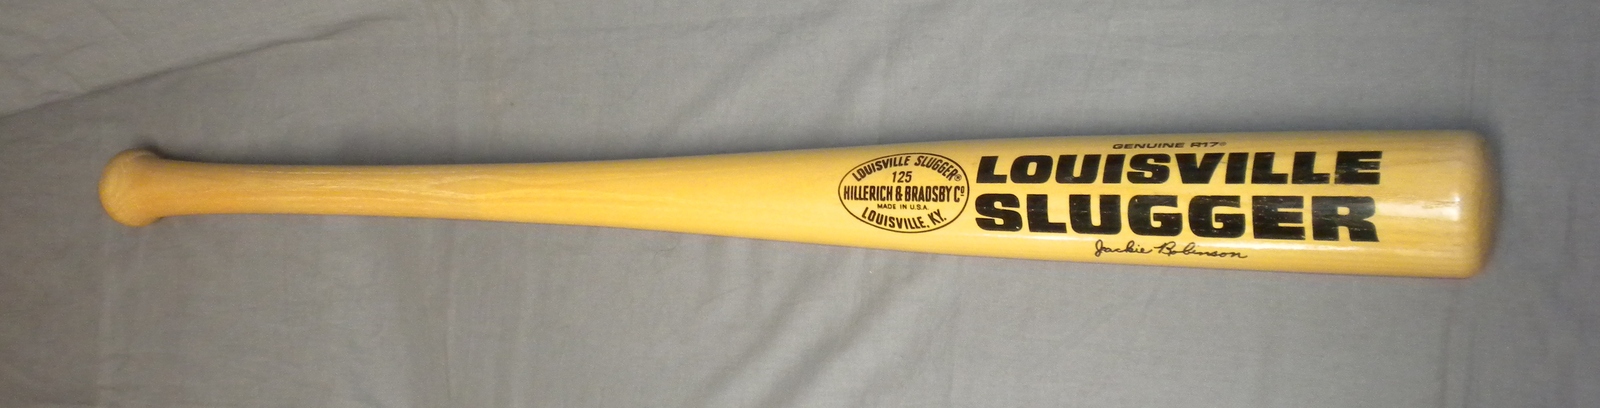 LOUISVILLE SLUGGER®
125
HILLERICH & BRADSBY Cº
MADE IN U.S.A.
LOUISVILLE, KY.
GENUINE R17®
LOUISVILLE
SLUGGER
Jackie Robinson